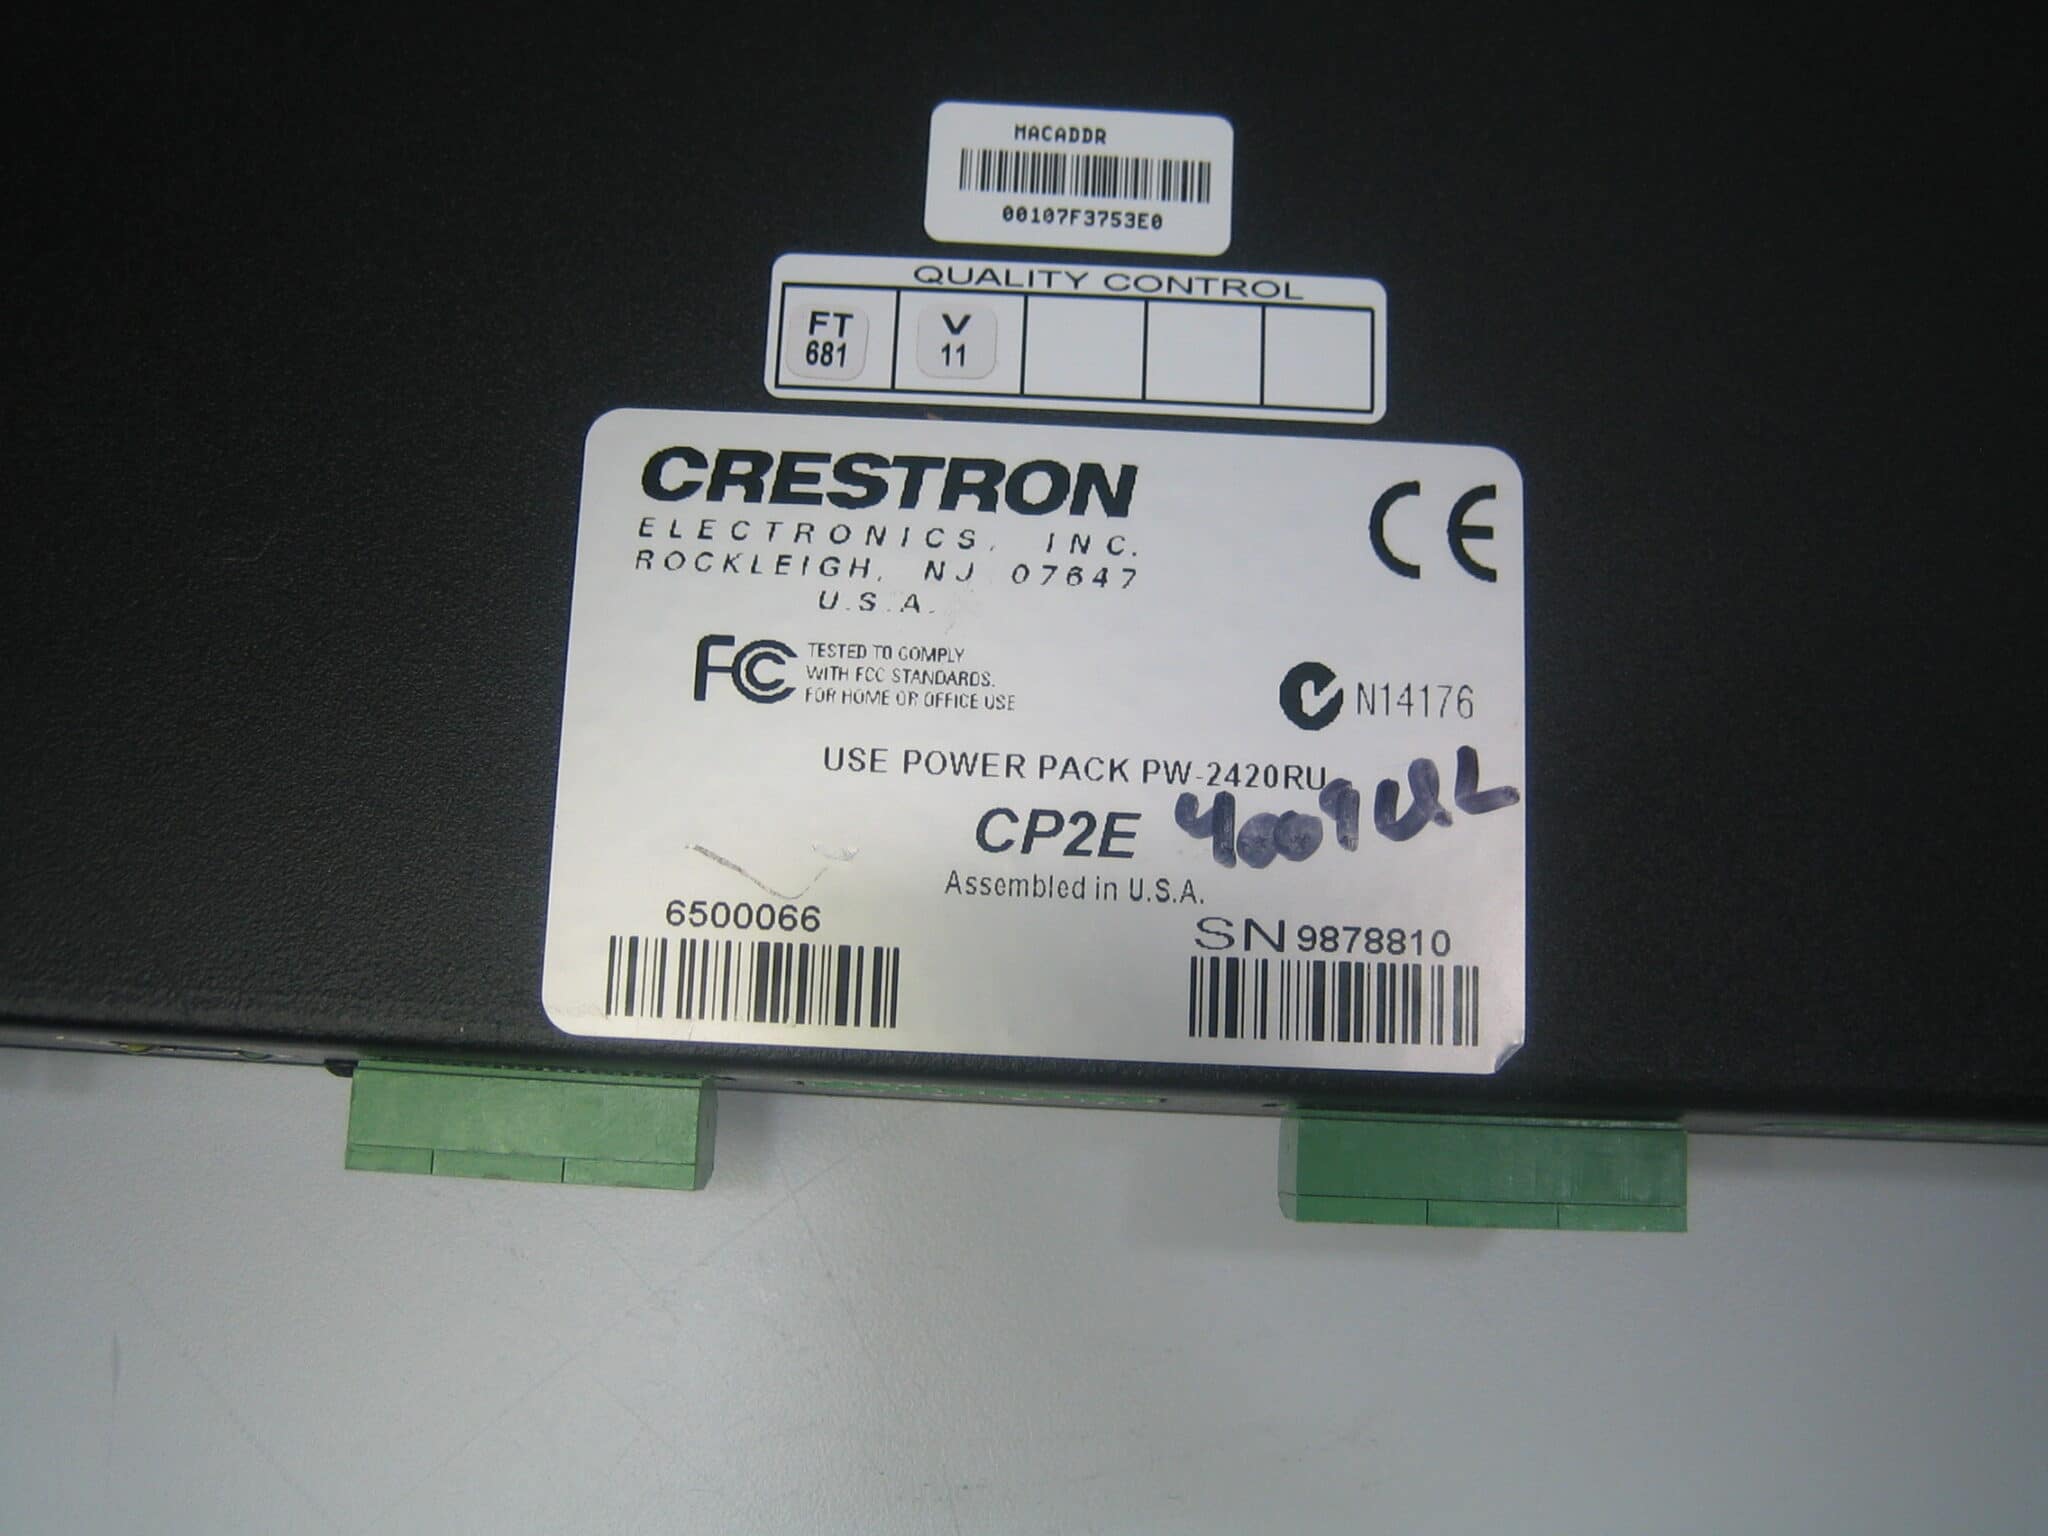 MACADDR
00107F3753E0
QUALITY CONTROL
FT
681
V
11
CRESTRON
ELECTRONICS, INC.
ROCKLEIGH, NJ 07647
U.S.A.
CE
FC TESTED TO COMPLY
WITH FCC STANDARDS.
FOR HOME OR OFFICE USE
N14176
USE POWER PACK PW-2420RU
CP2E
Assembled in U.S.A.
6500066
SN 9878810